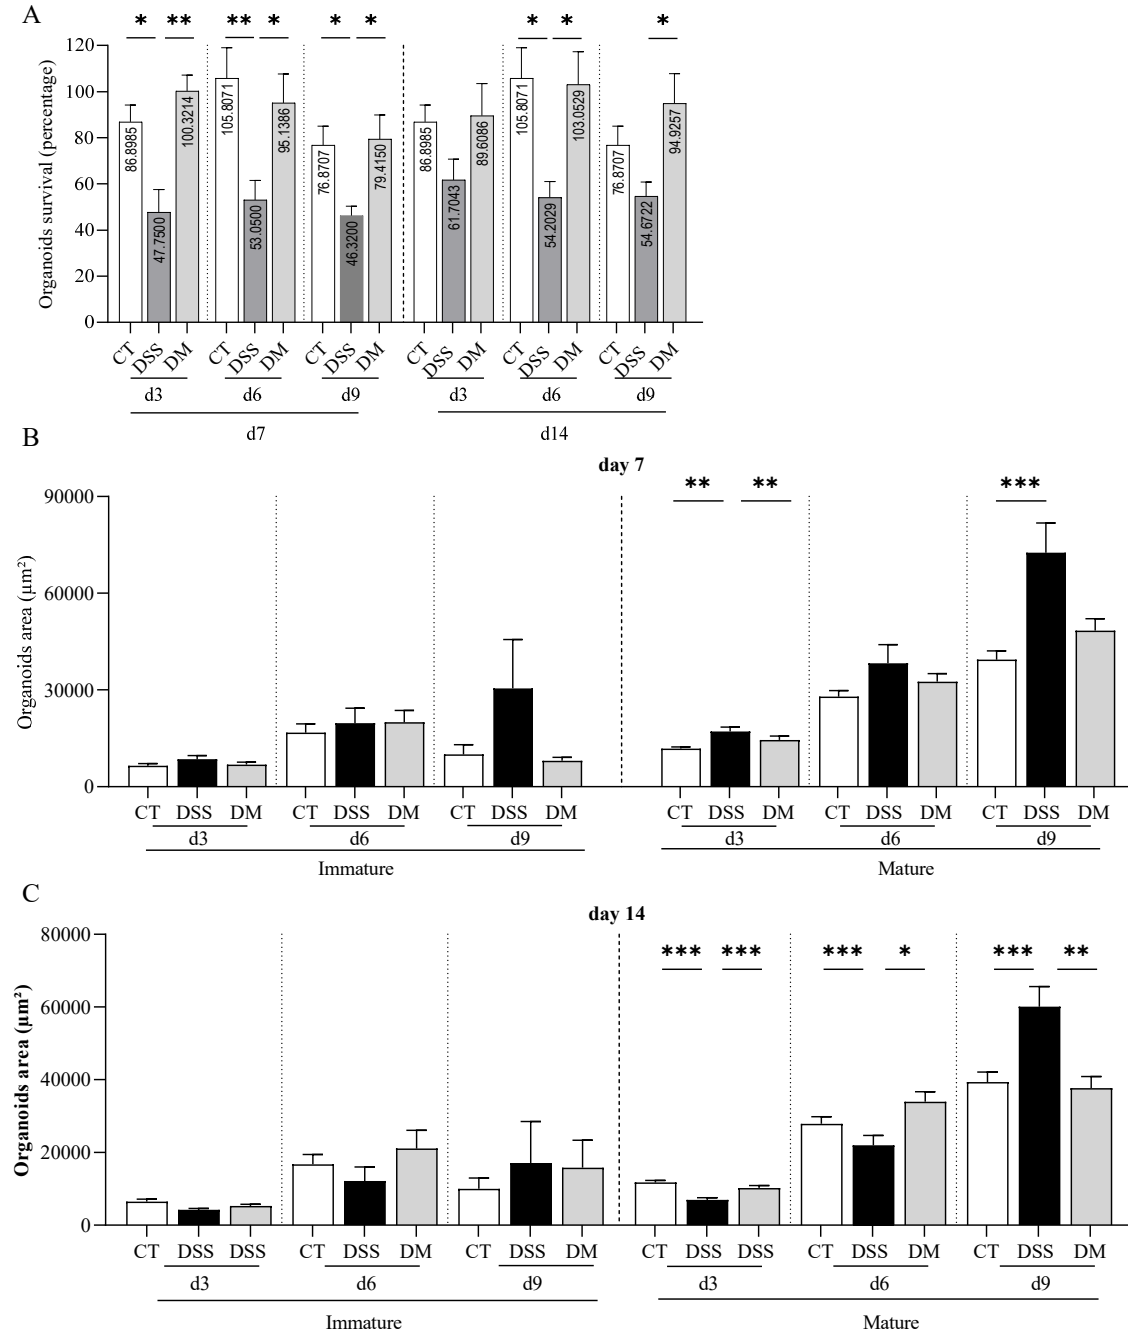 A
* ** ** * * * * * *
Organoids survival (percentage)
120
100
80
60
40
20
0
86.8985 47.7500 100.3214 105.8071 53.0500 95.1386 76.8707 46.3200 79.4150 86.8985 61.7043 89.6086 105.8071 54.2029 103.0529 76.8707 54.6722 94.9257
CT DSS DM CT DSS DM CT DSS DM CT DSS DM CT DSS DM CT DSS DM
d3 d6 d9 d3 d6 d9
d7 d14
B
day 7
** ** ***
Organoids area (µm²)
90000
60000
30000
0
CT DSS DM CT DSS DM CT DSS DM CT DSS DM CT DSS DM CT DSS DM
d3 d6 d9 d3 d6 d9
Immature Mature
C
day 14
*** *** *** * *** **
Organoids area (µm²)
80000
60000
40000
20000
0
CT DSS DSS CT DSS DM CT DSS DM CT DSS DSS CT DSS DM CT DSS DM
d3 d6 d9 d3 d6 d9
Immature Mature